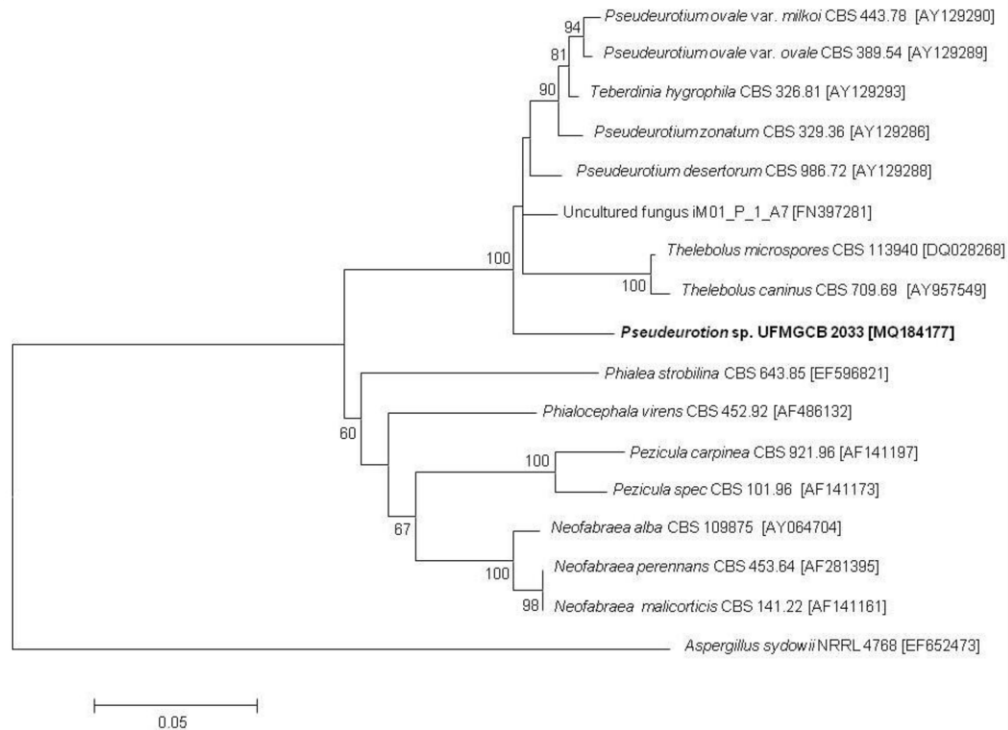 Pseudeurotium ovale var. milkoi CBS 443.78 [AY129290]
94
Pseudeurotium ovale var. ovale CBS 389.54 [AY129289]
81
Teberdinia hygrophila CBS 326.81 [AY129293]
90
Pseudeurotium zonatum CBS 329.36 [AY129286]
Pseudeurotium desertorum CBS 986.72 [AY129288]
Uncultured fungus iM01_P_1_A7 [FN397281]
Thelebolus microspores CBS 113940 [DQ028268]
100
100
Thelebolus caninus CBS 709.69 [AY957549]
Pseudeurotion sp. UFMGCB 2033 [MQ184177]
Phialea strobilina CBS 643.85 [EF596821]
Phialocephala virens CBS 452.92 [AF486132]
60
Pezicula carpinea CBS 921.96 [AF141197]
100
Pezicula spec CBS 101.96 [AF141173]
67
Neofabraea alba CBS 109875 [AY064704]
Neofabraea perennans CBS 453.64 [AF281395]
100
98
Neofabraea malicorticis CBS 141.22 [AF141161]
Aspergillus sydowii NRRL 4768 [EF652473]
0.05